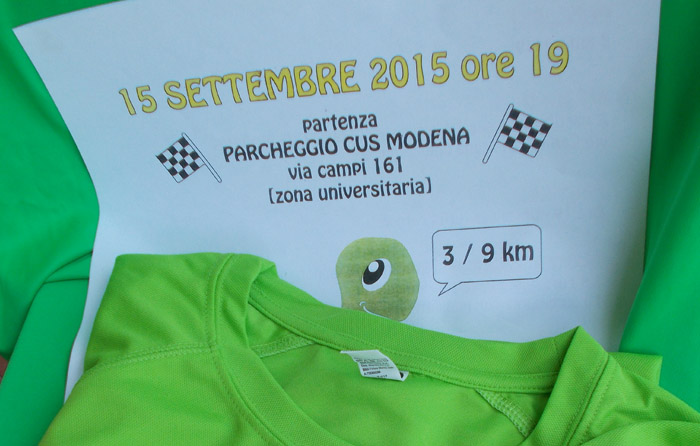 15 SETTEMBRE 2015 ore 19
partenza
PARCHEGGIO CUS MODENA
via campi 161
[zona universitaria]
3 / 9 km